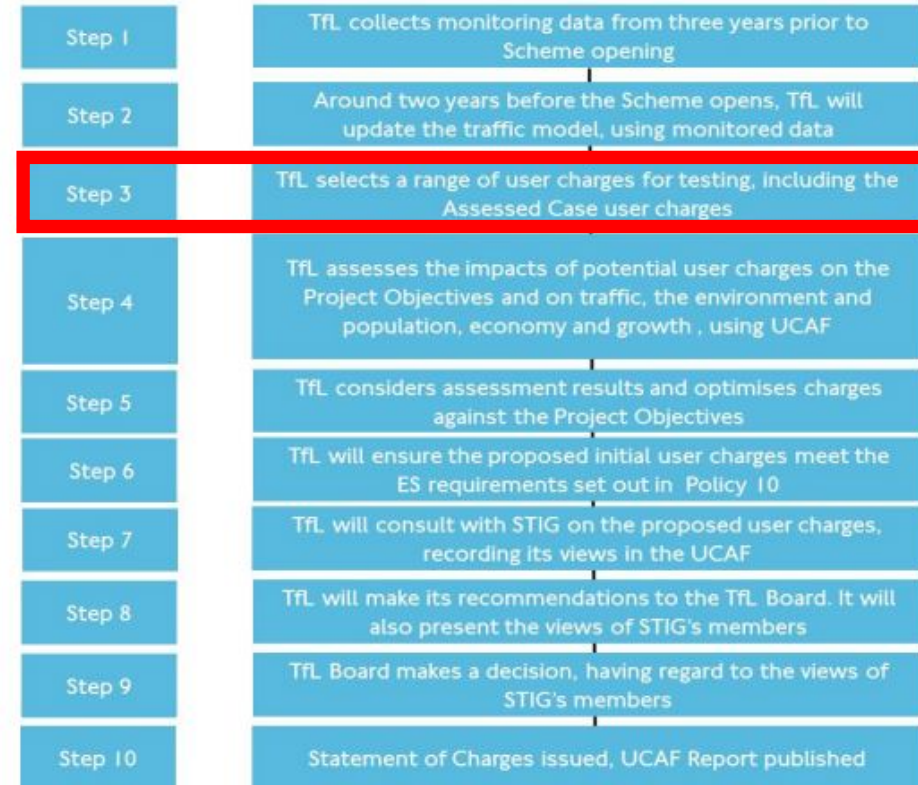 Step 1
TfL collects monitoring data from three years prior to
Scheme opening
Step 2
Around two years before the Scheme opens, TfL will
update the traffic model, using monitored data
Step 3
TfL selects a range of user charges for testing, including the
Assessed Case user charges
Step 4
TfL assesses the impacts of potential user charges on the
Project Objectives and on traffic, the environment and
population, economy and growth , using UCAF
Step 5
TfL considers assessment results and optimises charges
against the Project Objectives
Step 6
TfL will ensure the proposed initial user charges meet the
ES requirements set out in Policy 10
Step 7
TfL will consult with STIG on the proposed user charges,
recording its views in the UCAF
Step 8
TfL will make its recommendations to the TfL Board. It will
also present the views of STIG's members
Step 9
TfL Board makes a decision, having regard to the views of
STIG's members
Step 10
Statement of Charges issued, UCAF Report published